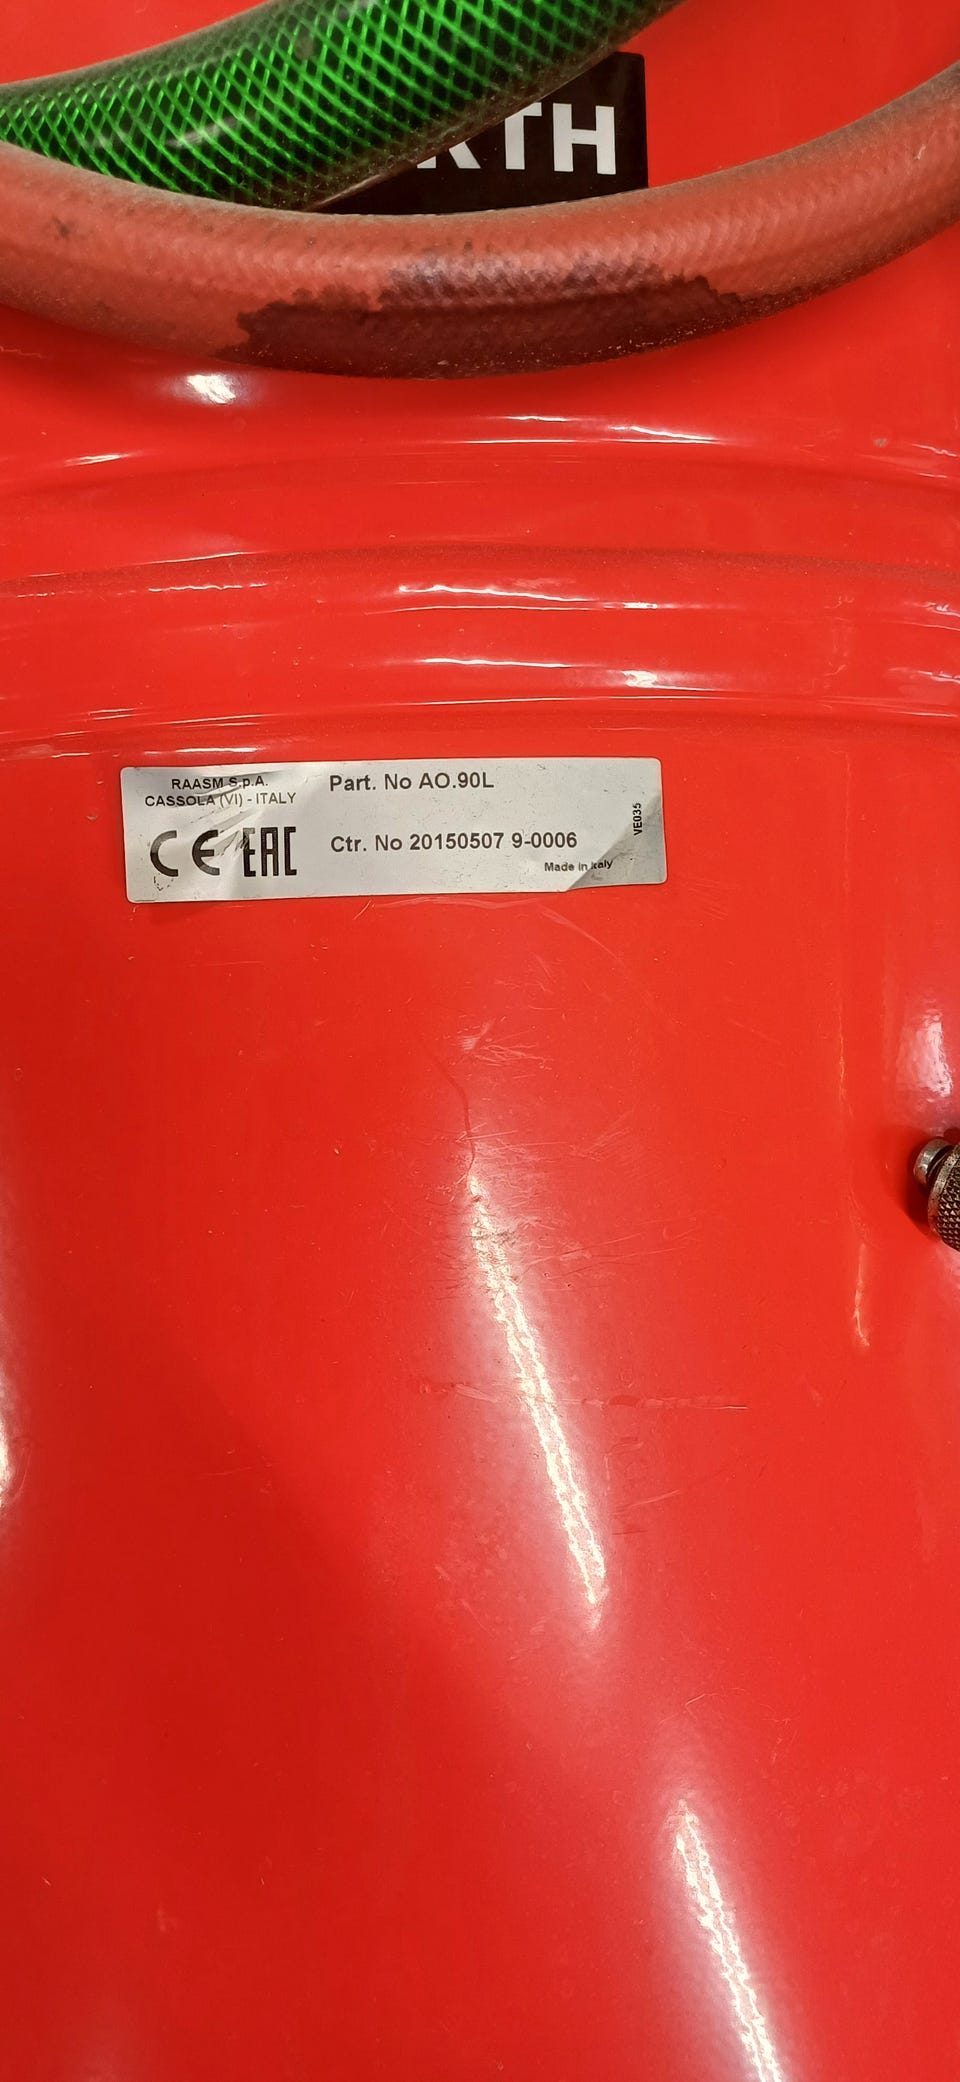 TH
RAASM S.p.A.
CASSOLA (VI) - ITALY
CE EAC
Part. No AO.90L
Ctr. No 20150507 9-0006
Made in Italy
VE035